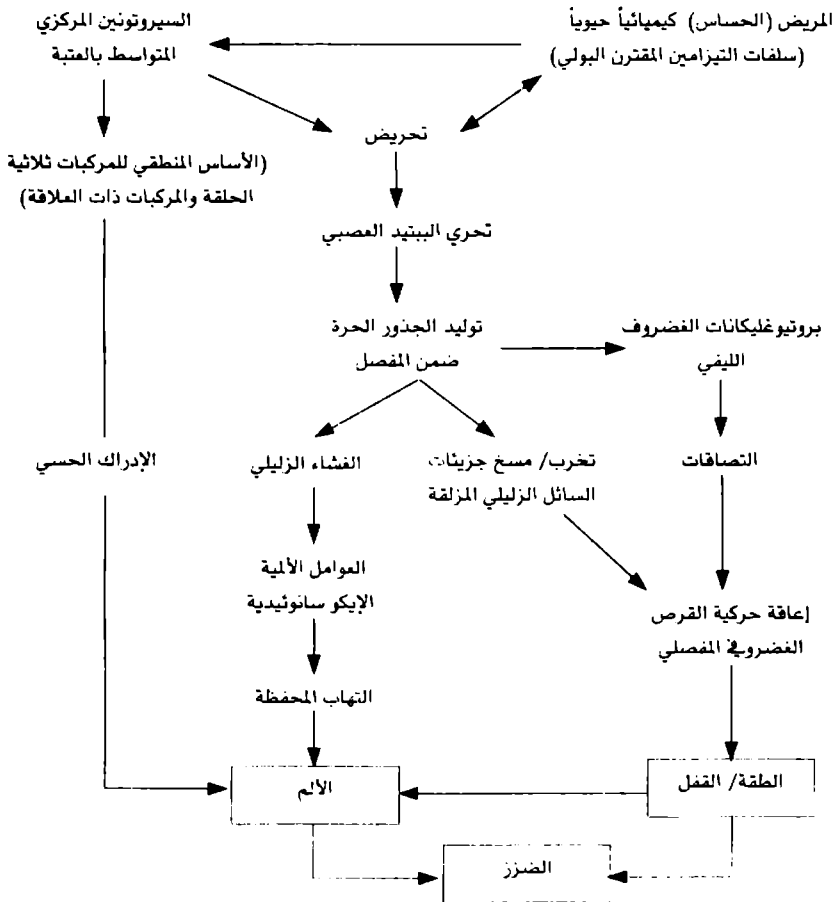 المريض (الحساس) كيميائياً حيوياً
(سلفات التيزامين المقترن البولي)
السيروتونين المركزي
المتواسط بالعتبة
تحريض
(الأساس المنطقي للمركبات ثلاثية
الحلقة والمركبات ذات العلاقة)
تحري الببتيد العصبي
بروتيوغليكانات الغضروف
الليفي
توليد الجذور الحرة
ضمن المفصل
التصاقات
تخرب/ مسخ جزيئات
السائل الزليلي المزلقة
الغشاء الزليلي
الإدراك الحسي
العوامل الألمية
الإيكو سانوئيدية
إعاقة حركية القرص
الغضروفي المفصلي
التهاب المحفظة
الطقة/ القفل
الألم
الضزز